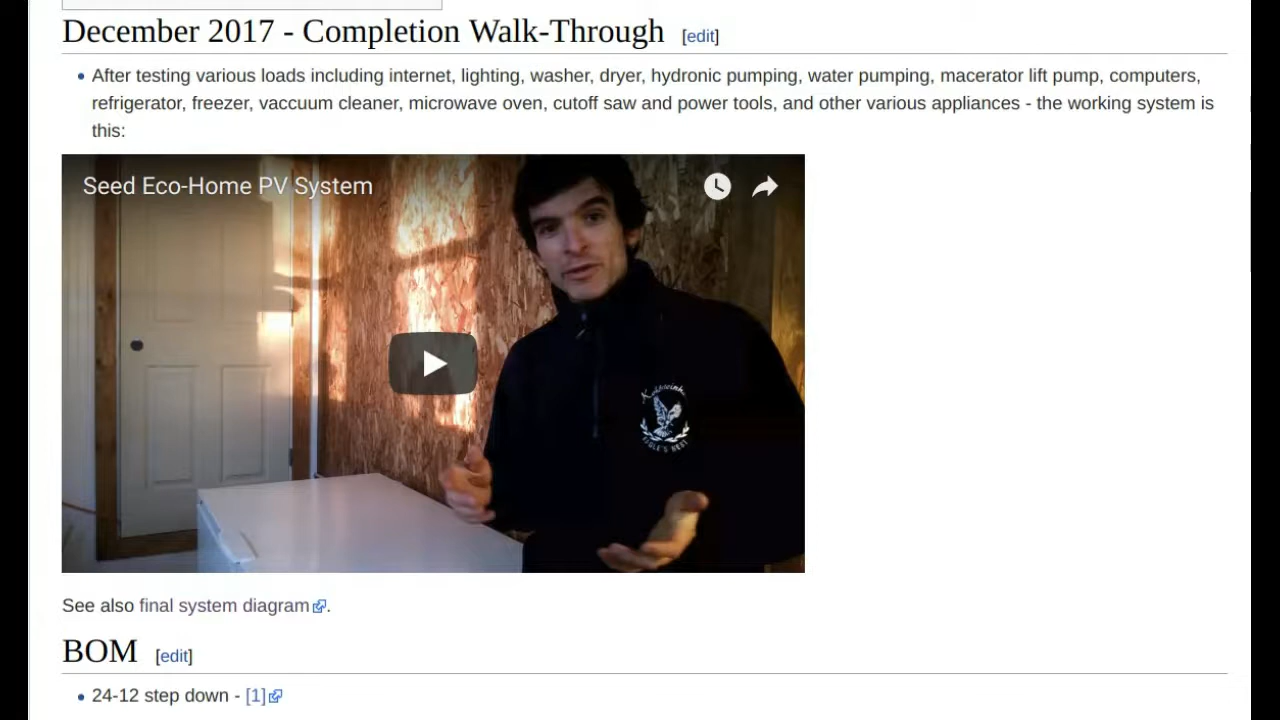 December 2017 - Completion Walk-Through [edit]
After testing various loads including internet, lighting, washer, dryer, hydronic pumping, water pumping, macerator lift pump, computers,
refrigerator, freezer, vaccuum cleaner, microwave oven, cutoff saw and power tools, and other various appliances - the working system is
this:
Seed Eco-Home PV System
EAGLE'S NEST
See also final system diagram.
BOM [edit]
24-12 step down - [1]